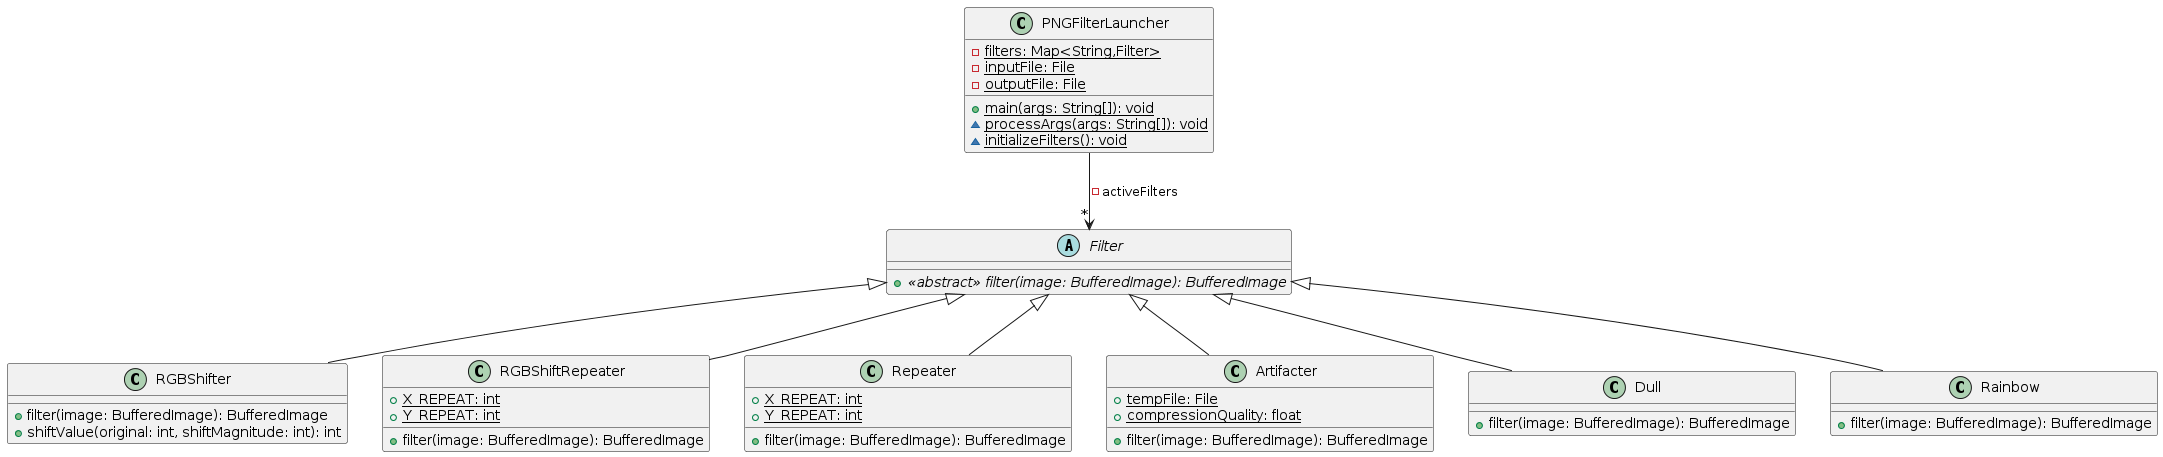 C PNGFilterLauncher
filters: Map<String,Filter>
inputFile: File
outputFile: File
main(args: String[]): void
processArgs(args: String[]): void
initializeFilters(): void
activeFilters
*
A Filter
«abstract» filter(image: BufferedImage): BufferedImage
C RGBShifter
filter(image: BufferedImage): BufferedImage
shiftValue(original: int, shiftMagnitude: int): int
C RGBShiftRepeater
X_REPEAT: int
Y_REPEAT: int
filter(image: BufferedImage): BufferedImage
C Repeater
X_REPEAT: int
Y_REPEAT: int
filter(image: BufferedImage): BufferedImage
C Artifacter
tempFile: File
compressionQuality: float
filter(image: BufferedImage): BufferedImage
C Dull
filter(image: BufferedImage): BufferedImage
C Rainbow
filter(image: BufferedImage): BufferedImage